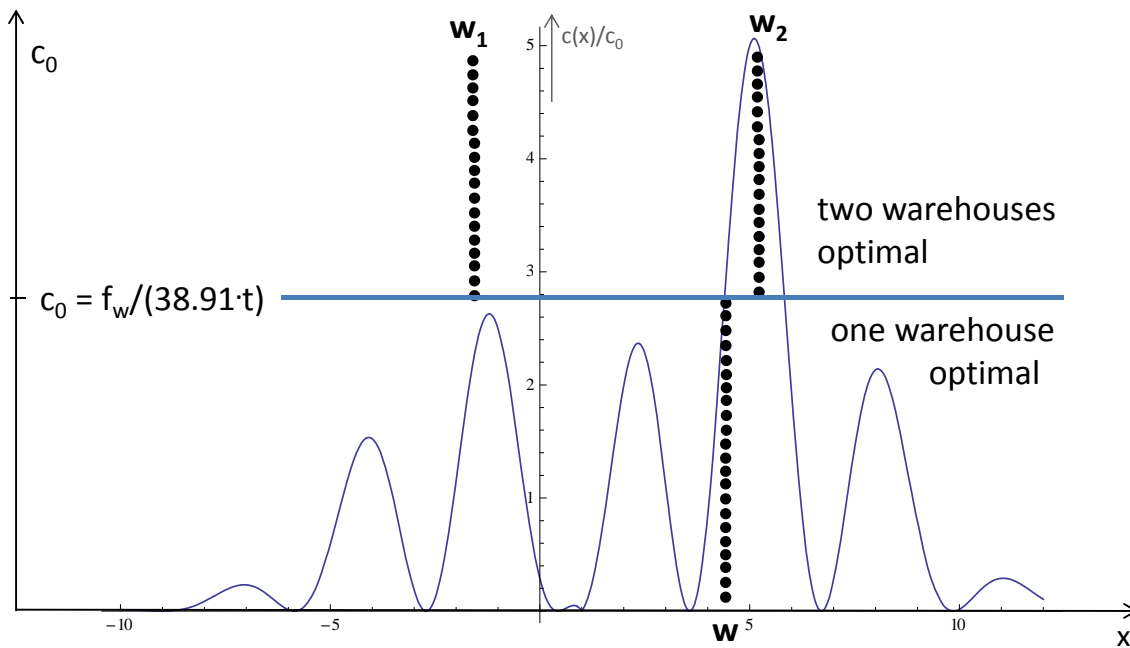 w₁
w₂
c(x)/c₀
c₀
5
4
two warehouses
optimal
3
c₀ = f_w/(38.91·t)
one warehouse
optimal
2
1
−10
−5
w
5
10
x